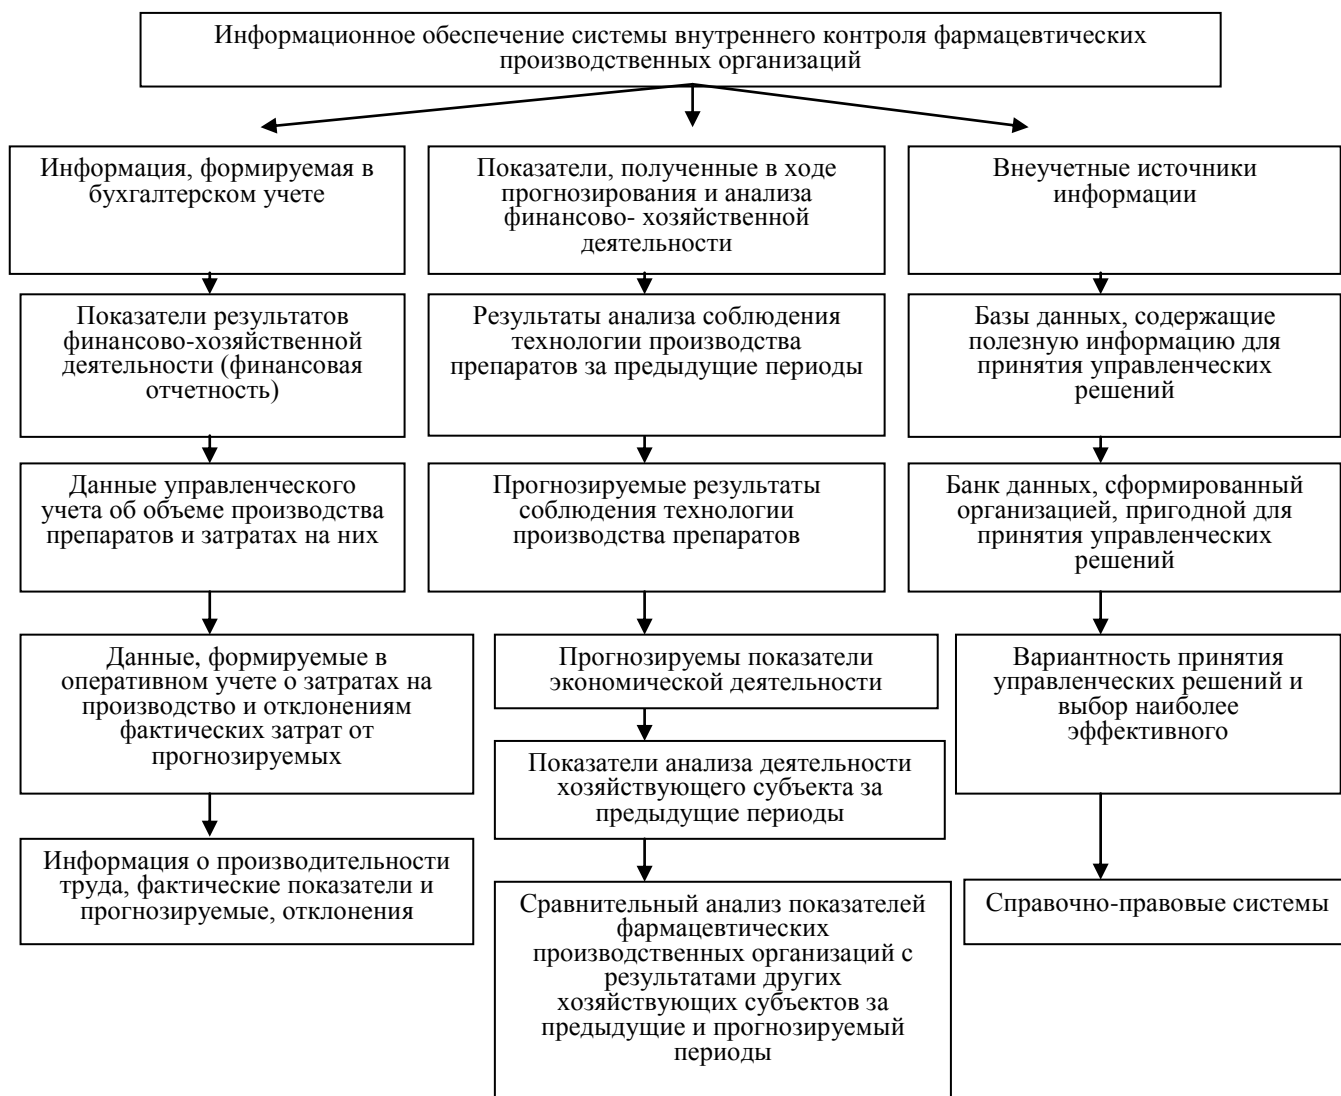 Информационное обеспечение системы внутреннего контроля фармацевтических
производственных организаций
Информация, формируемая в
бухгалтерском учете
Показатели, полученные в ходе
прогнозирования и анализа
финансово- хозяйственной
деятельности
Внеучетные источники
информации
Показатели результатов
финансово-хозяйственной
деятельности (финансовая
отчетность)
Результаты анализа соблюдения
технологии производства
препаратов за предыдущие периоды
Базы данных, содержащие
полезную информацию для
принятия управленческих
решений
Данные управленческого
учета об объеме производства
препаратов и затратах на них
Прогнозируемые результаты
соблюдения технологии
производства препаратов
Банк данных, сформированный
организацией, пригодной для
принятия управленческих
решений
Данные, формируемые в
оперативном учете о затратах на
производство и отклонениям
фактических затрат от
прогнозируемых
Прогнозируемы показатели
экономической деятельности
Вариантность принятия
управленческих решений и
выбор наиболее
эффективного
Показатели анализа деятельности
хозяйствующего субъекта за
предыдущие периоды
Информация о производительности
труда, фактические показатели и
прогнозируемые, отклонения
Сравнительный анализ показателей
фармацевтических
производственных организаций с
результатами других
хозяйствующих субъектов за
предыдущие и прогнозируемый
периоды
Справочно-правовые системы